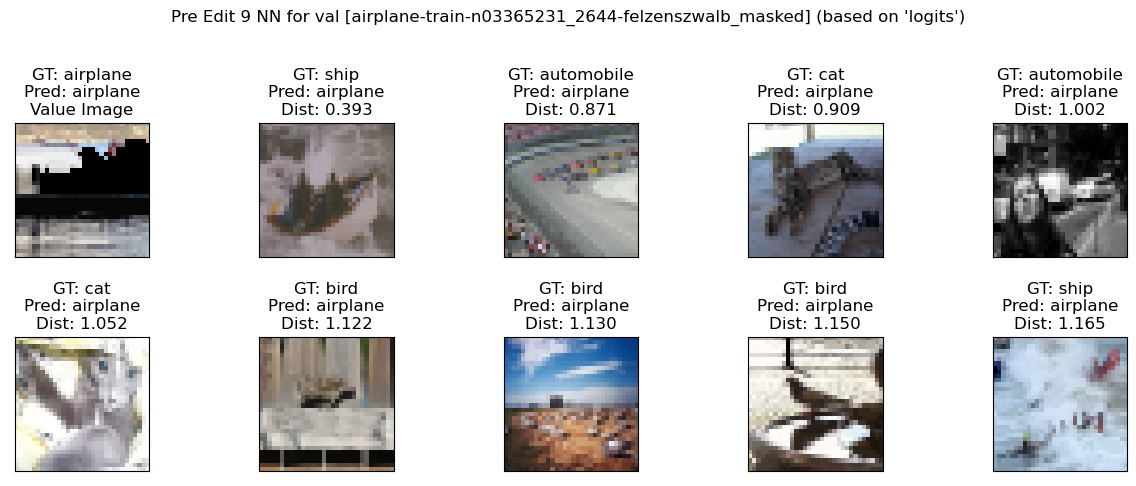 Pre Edit 9 NN for val [airplane-train-n03365231_2644-felzenszwalb_masked] (based on 'logits')
GT: airplane
Pred: airplane
Value Image
GT: ship
Pred: airplane
Dist: 0.393
GT: automobile
Pred: airplane
Dist: 0.871
GT: cat
Pred: airplane
Dist: 0.909
GT: automobile
Pred: airplane
Dist: 1.002
GT: cat
Pred: airplane
Dist: 1.052
GT: bird
Pred: airplane
Dist: 1.122
GT: bird
Pred: airplane
Dist: 1.130
GT: bird
Pred: airplane
Dist: 1.150
GT: ship
Pred: airplane
Dist: 1.165